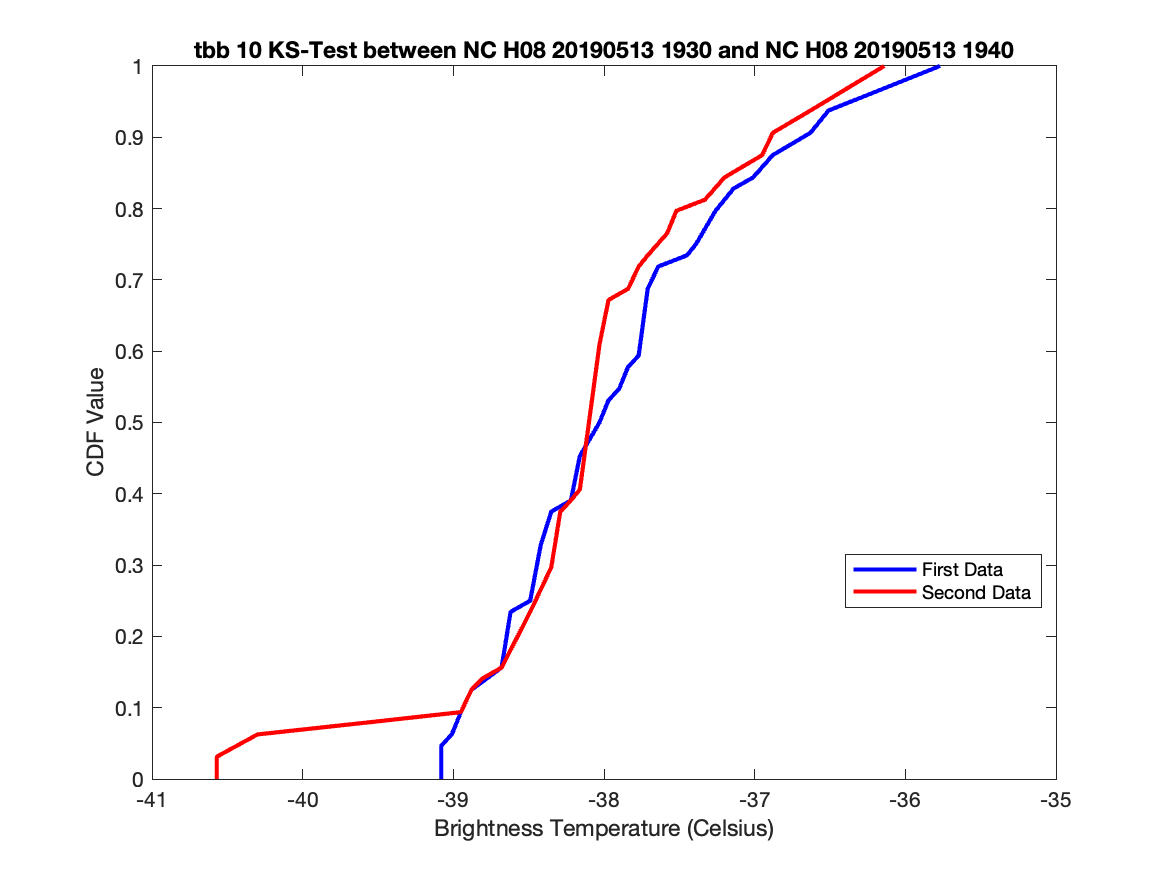 tbb 10 KS-Test between NC H08 20190513 1930 and NC H08 20190513 1940
1
0.9
0.8
0.7
0.6
0.5
0.4
0.3
0.2
0.1
0
CDF Value
First Data
Second Data
-41 -40 -39 -38 -37 -36 -35
Brightness Temperature (Celsius)